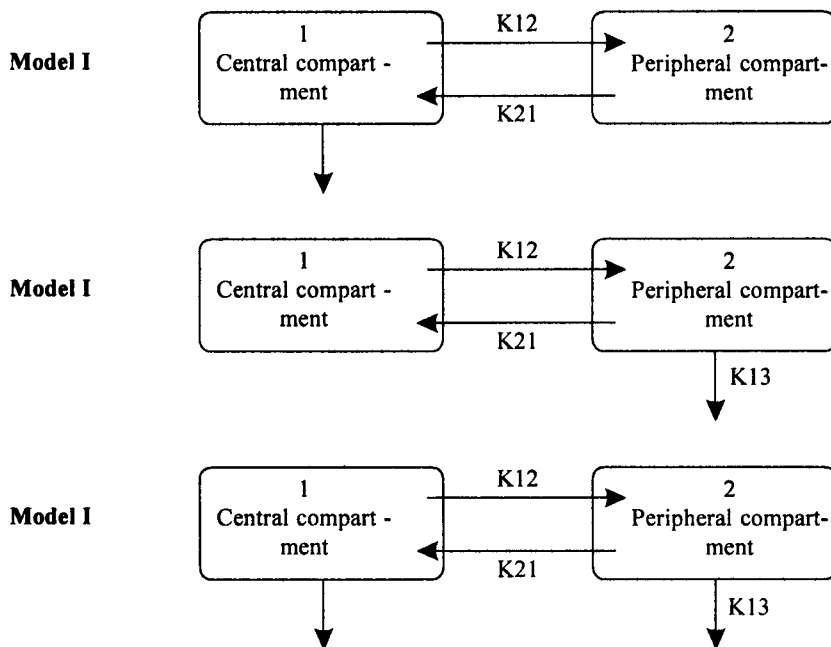 1
K12
2
Model I
Central compart -
Peripheral compart-
ment
ment
K21
1
K12
2
Model I
Central compart -
Peripheral compart-
ment
ment
K21
K13
1
K12
2
Model I
Central compart -
Peripheral compart-
ment
ment
K21
K13